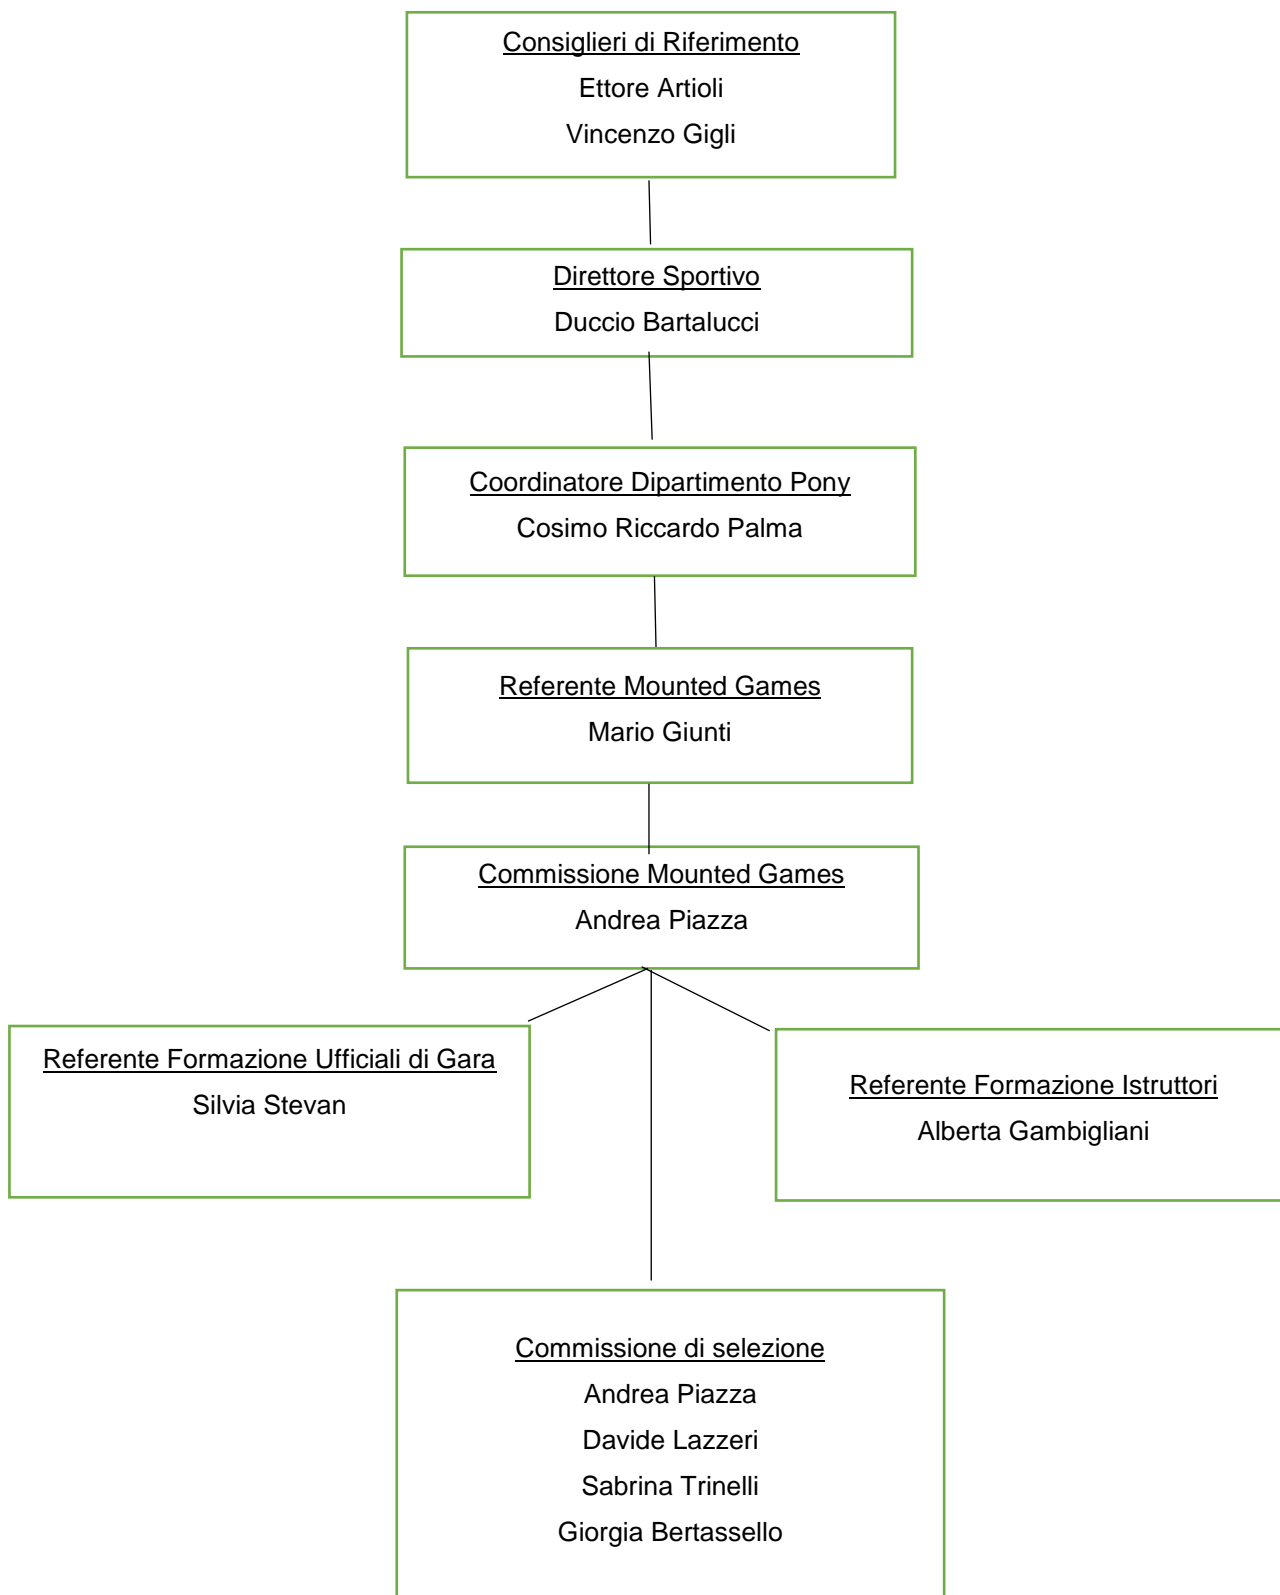 Consiglieri di Riferimento
Ettore Artioli
Vincenzo Gigli
Direttore Sportivo
Duccio Bartalucci
Coordinatore Dipartimento Pony
Cosimo Riccardo Palma
Referente Mounted Games
Mario Giunti
Commissione Mounted Games
Andrea Piazza
Referente Formazione Ufficiali di Gara
Silvia Stevan
Referente Formazione Istruttori
Alberta Gambigliani
Commissione di selezione
Andrea Piazza
Davide Lazzeri
Sabrina Trinelli
Giorgia Bertassello